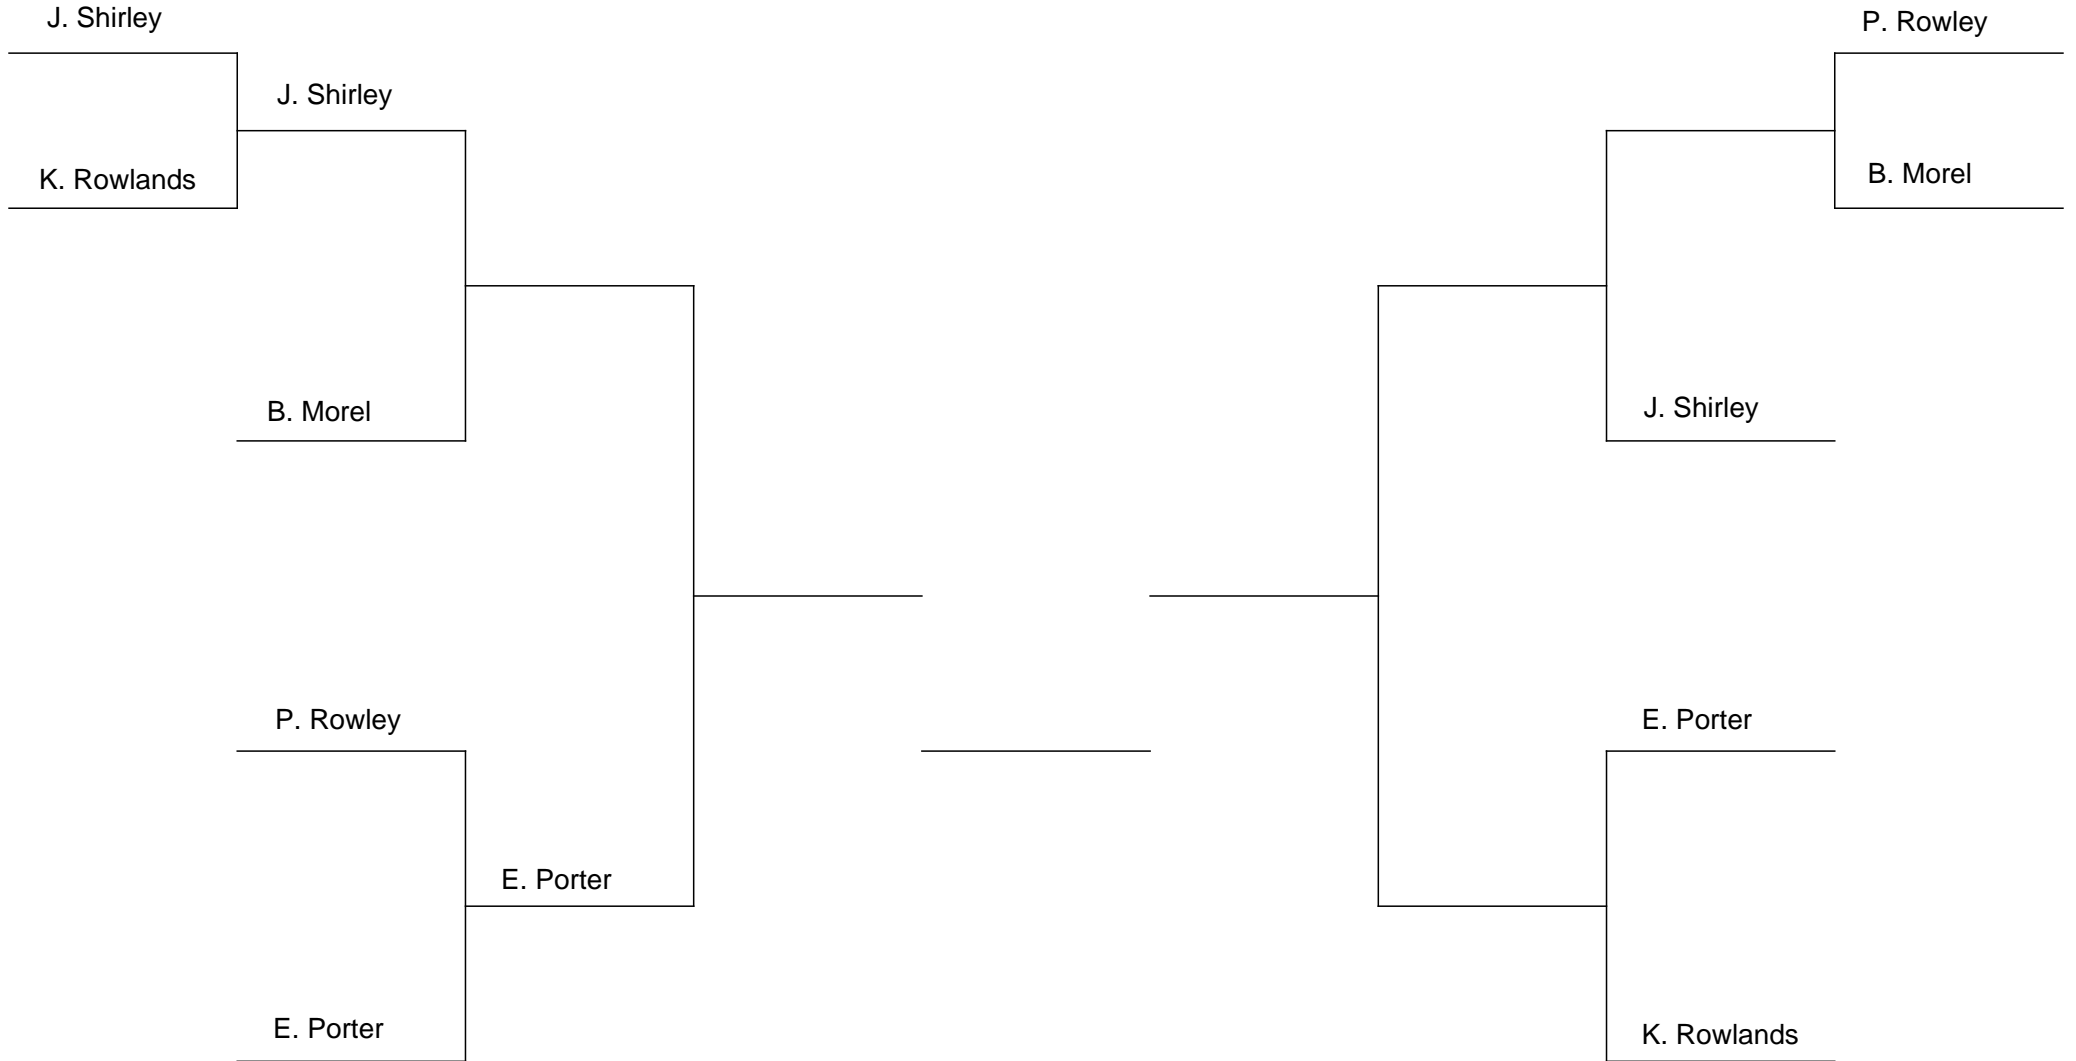 J. Shirley
P. Rowley
J. Shirley
K. Rowlands
B. Morel
B. Morel
J. Shirley
P. Rowley
E. Porter
E. Porter
E. Porter
K. Rowlands